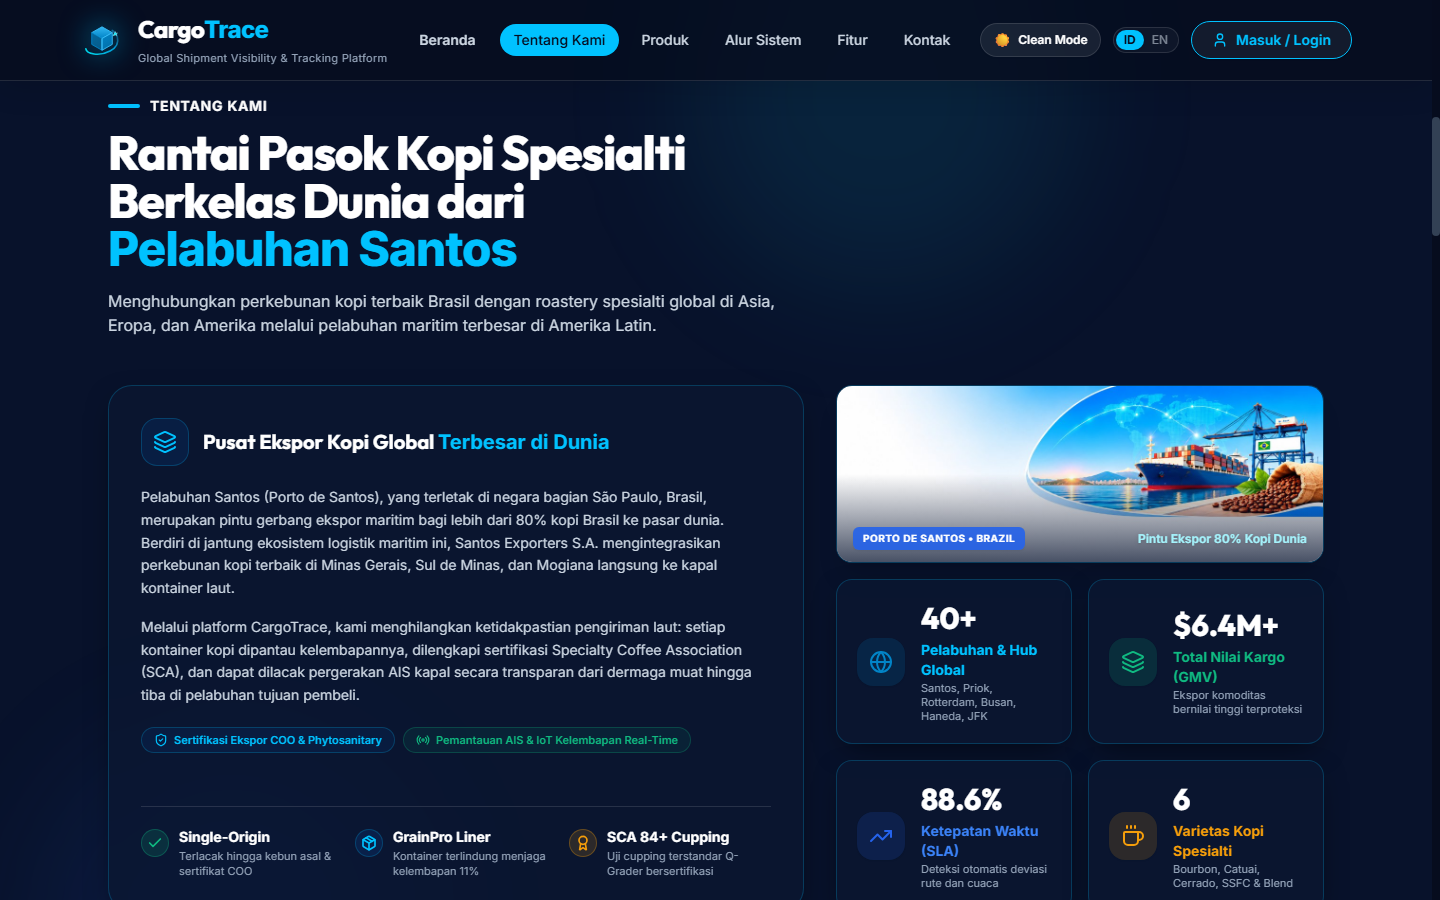 CargoTrace
Global Shipment Visibility & Tracking Platform
Beranda
Tentang Kami
Produk
Alur Sistem
Fitur
Kontak
Clean Mode
ID
EN
Masuk / Login
TENTANG KAMI
Rantai Pasok Kopi Spesialti
Berkelas Dunia dari
Pelabuhan Santos
Menghubungkan perkebunan kopi terbaik Brasil dengan roastery spesialti global di Asia,
Eropa, dan Amerika melalui pelabuhan maritim terbesar di Amerika Latin.
Pusat Ekspor Kopi Global Terbesar di Dunia
Pelabuhan Santos (Porto de Santos), yang terletak di negara bagian São Paulo, Brasil,
merupakan pintu gerbang ekspor maritim bagi lebih dari 80% kopi Brasil ke pasar dunia.
Berdiri di jantung ekosistem logistik maritim ini, Santos Exporters S.A. mengintegrasikan
perkebunan kopi terbaik di Minas Gerais, Sul de Minas, dan Mogiana langsung ke kapal
kontainer laut.
Melalui platform CargoTrace, kami menghilangkan ketidakpastian pengiriman laut: setiap
kontainer kopi dipantau kelembapannya, dilengkapi sertifikasi Specialty Coffee Association
(SCA), dan dapat dilacak pergerakan AIS kapal secara transparan dari dermaga muat hingga
tiba di pelabuhan tujuan pembeli.
Sertifikasi Ekspor COO & Phytosanitary
Pemantauan AIS & IoT Kelembapan Real-Time
Single-Origin
Terlacak hingga kebun asal &
sertifikat COO
GrainPro Liner
Kontainer terlindung menjaga
kelembapan 11%
SCA 84+ Cupping
Uji cupping terstandar Q-
Grader bersertifikasi
PORTO DE SANTOS • BRAZIL
Pintu Ekspor 80% Kopi Dunia
40+
Pelabuhan & Hub
Global
Santos, Priok,
Rotterdam, Busan,
Haneda, JFK
$6.4M+
Total Nilai Kargo
(GMV)
Ekspor komoditas
bernilai tinggi terproteksi
88.6%
Ketepatan Waktu
(SLA)
Deteksi otomatis deviasi
rute dan cuaca
6
Varietas Kopi
Spesialti
Bourbon, Catuai,
Cerrado, SSFC & Blend